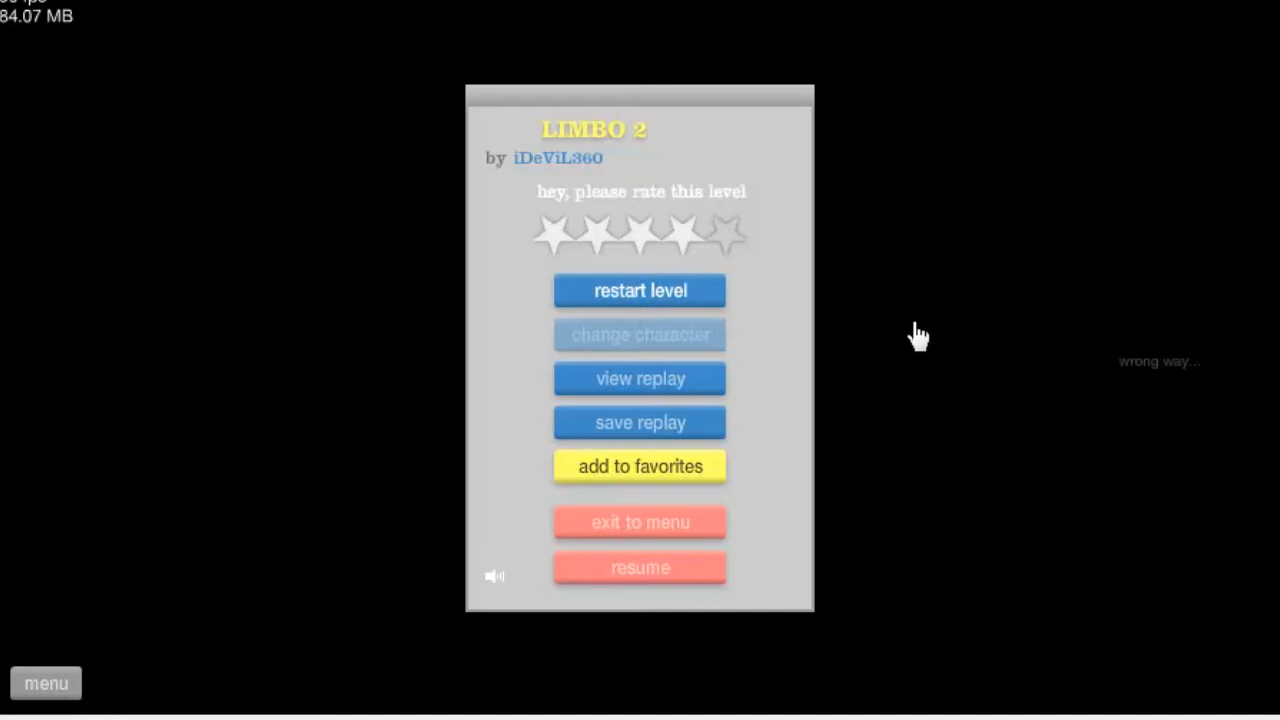 84.07 MB
LIMBO 2
by iDeViL360
hey, please rate this level
restart level
change character
view replay
save replay
add to favorites
exit to menu
resume
wrong way...
menu